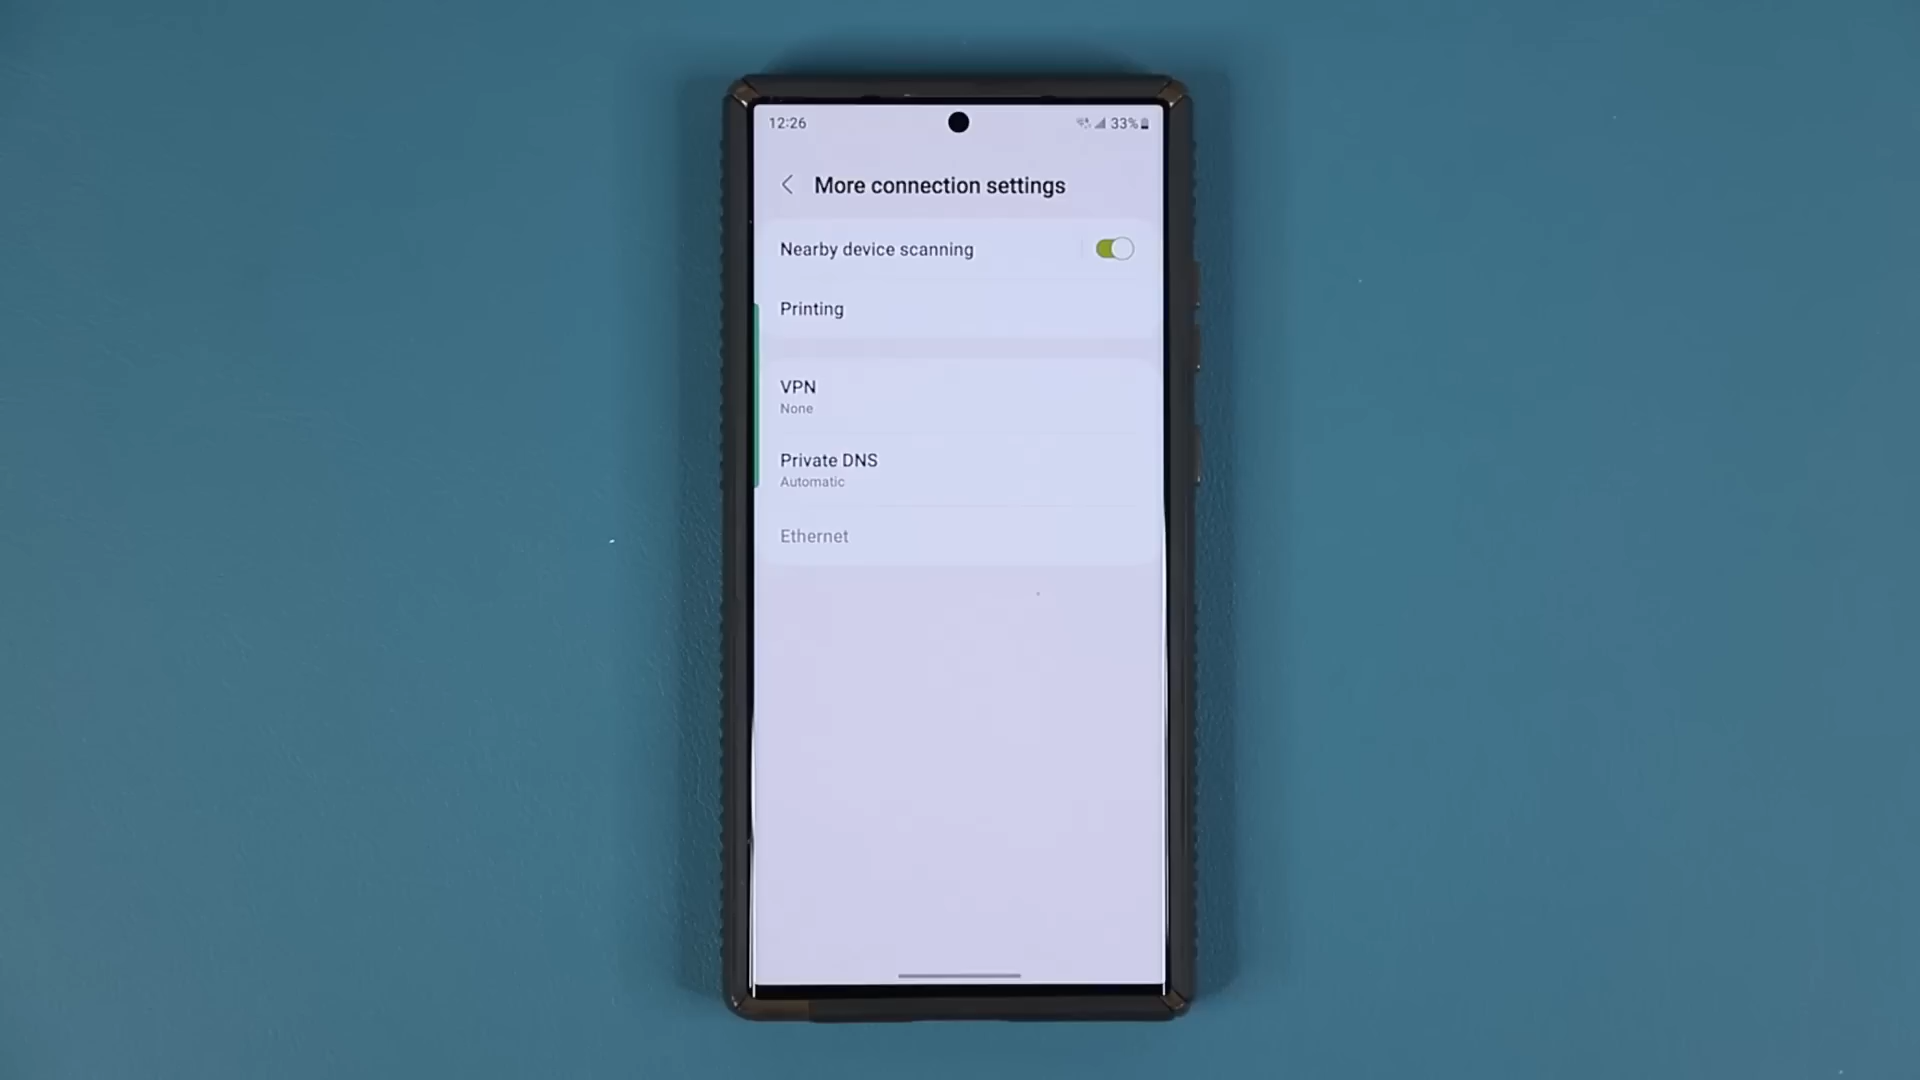 12:26 33%
More connection settings
Nearby device scanning
Printing
VPN
None
Private DNS
Automatic
Ethernet